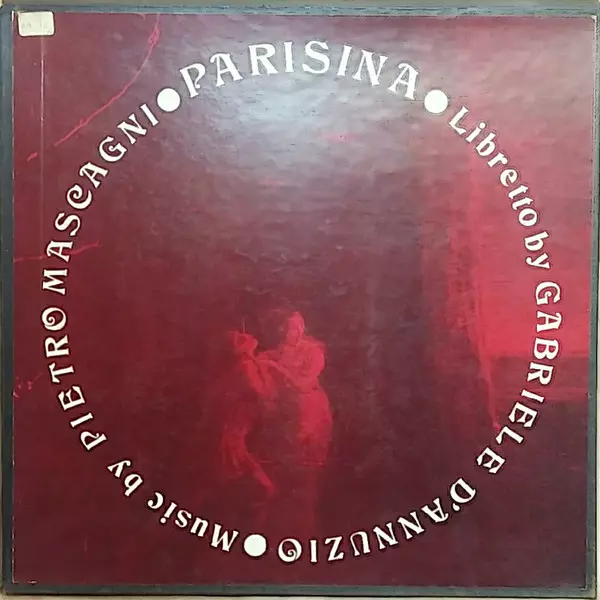 PARISINA
Libretto by GABRIELE D'ANNUZIO
Music by PIETRO MASCAGNI